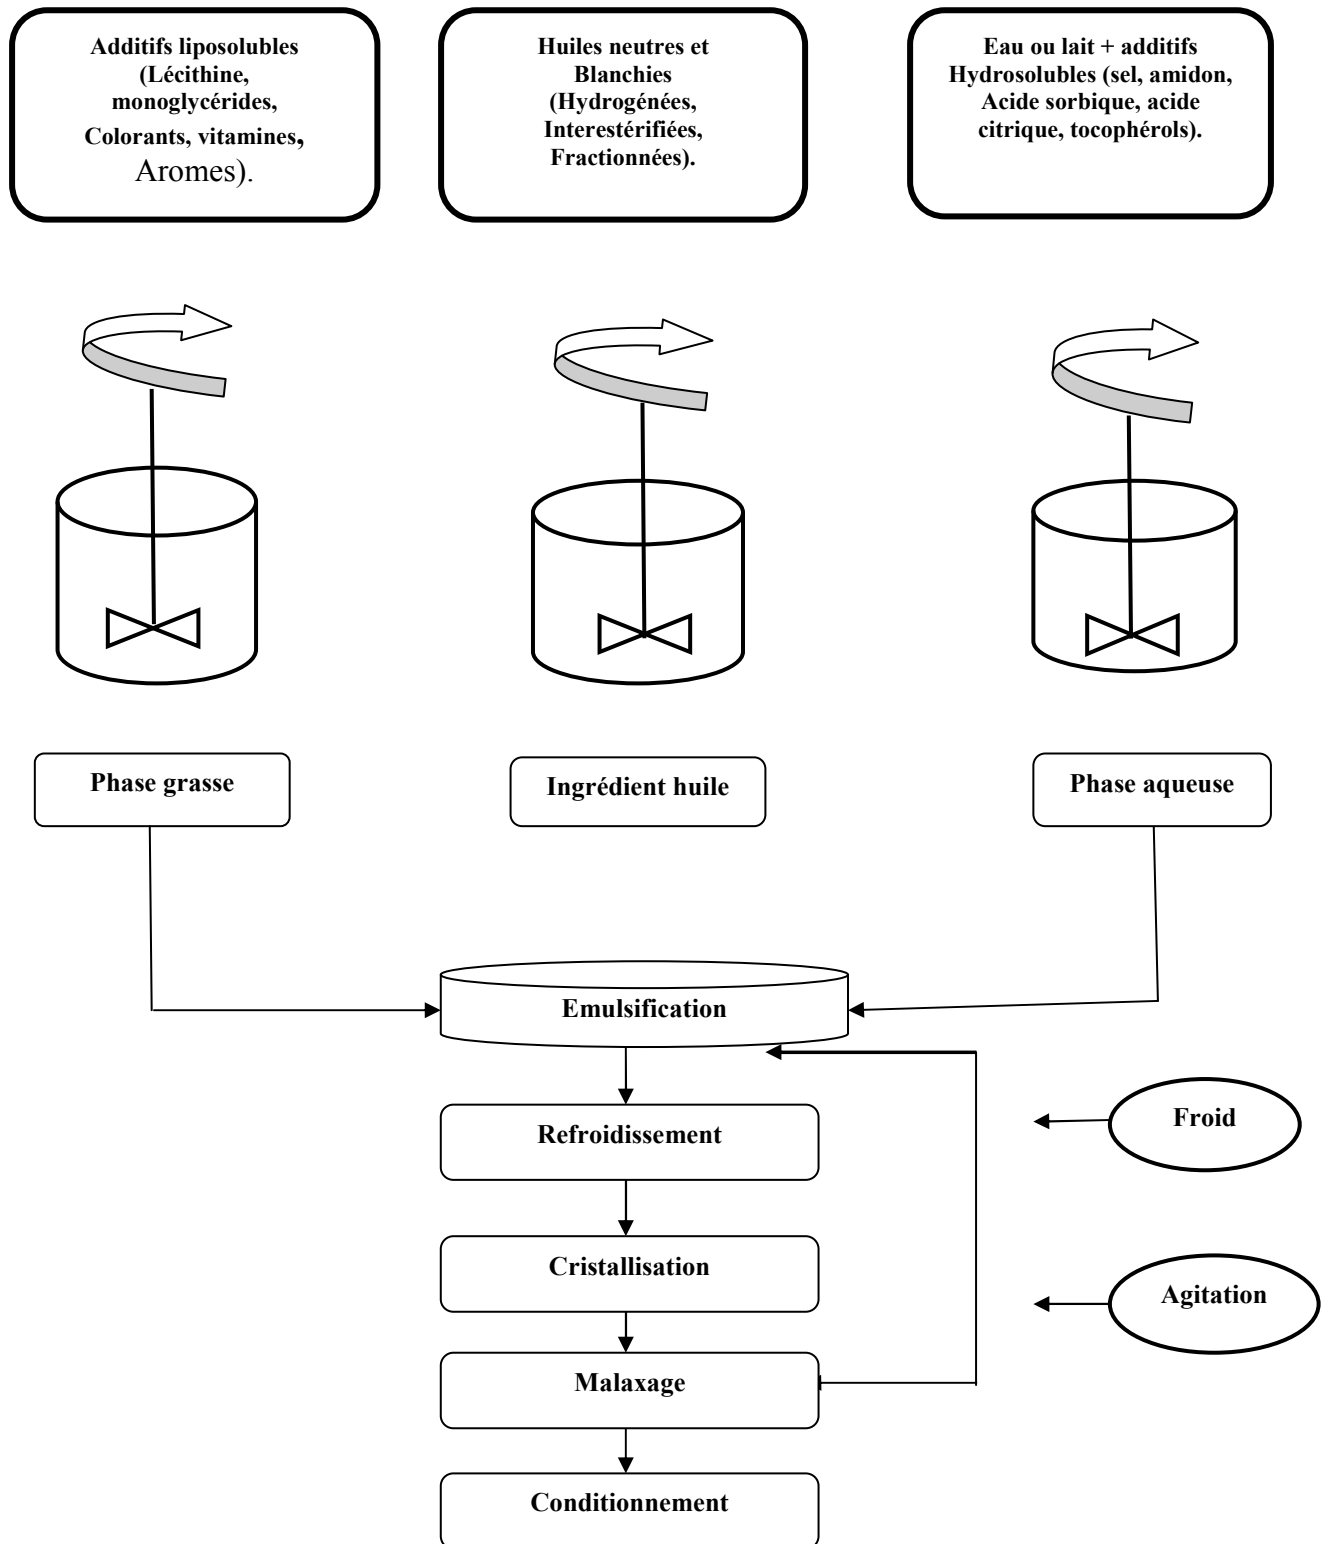 Additifs liposolubles
(Lécithine,
monoglycérides,
Colorants, vitamines,
Aromes).
Huiles neutres et
Blanchies
(Hydrogénées,
Interestérifiées,
Fractionnées).
Eau ou lait + additifs
Hydrosolubles (sel, amidon,
Acide sorbique, acide
citrique, tocophérols).
Phase grasse
Ingrédient huile
Phase aqueuse
Emulsification
Refroidissement
Froid
Cristallisation
Agitation
Malaxage
Conditionnement